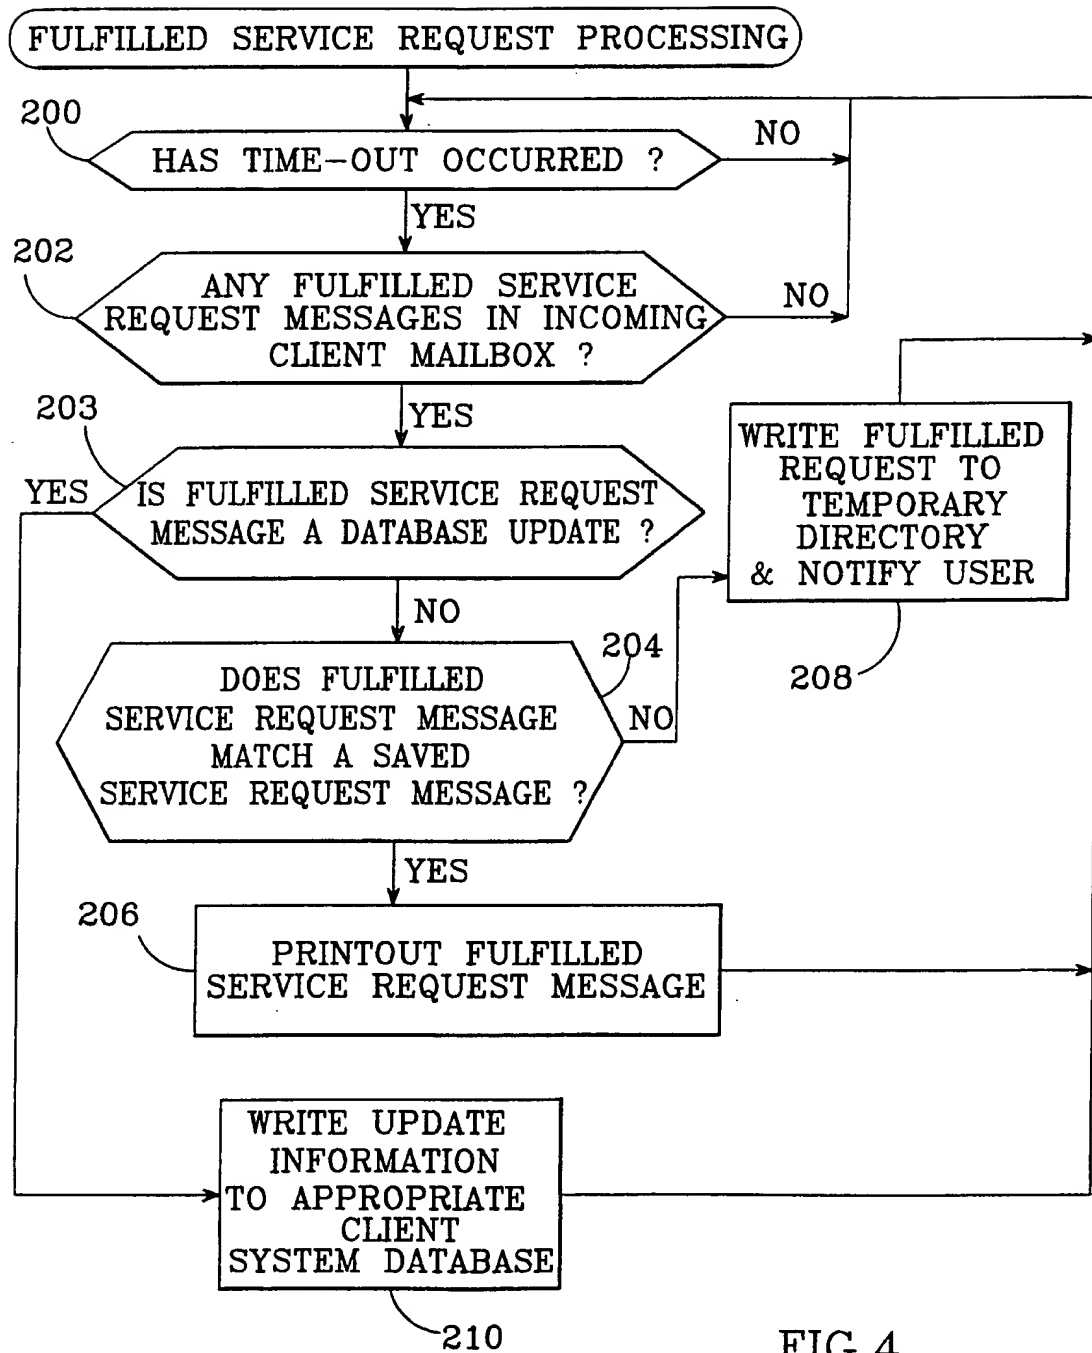 FULFILLED SERVICE REQUEST PROCESSING
200
HAS TIME-OUT OCCURRED ?
NO
YES
202
ANY FULFILLED SERVICE
REQUEST MESSAGES IN INCOMING
CLIENT MAILBOX ?
NO
YES
203
YES
IS FULFILLED SERVICE REQUEST
MESSAGE A DATABASE UPDATE ?
NO
WRITE FULFILLED
REQUEST TO
TEMPORARY
DIRECTORY
& NOTIFY USER
208
204
DOES FULFILLED
SERVICE REQUEST MESSAGE
MATCH A SAVED
SERVICE REQUEST MESSAGE ?
NO
YES
206
PRINTOUT FULFILLED
SERVICE REQUEST MESSAGE
WRITE UPDATE
INFORMATION
TO APPROPRIATE
CLIENT
SYSTEM DATABASE
210
FIG.4